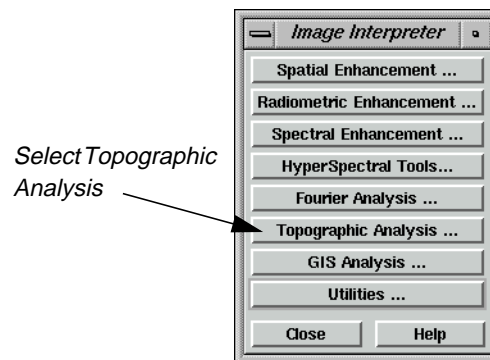 Image Interpreter
Spatial Enhancement ...
Radiometric Enhancement ...
Spectral Enhancement ...
HyperSpectral Tools...
Select Topographic
Analysis
Fourier Analysis ...
Topographic Analysis ...
GIS Analysis ...
Utilities ...
Close Help